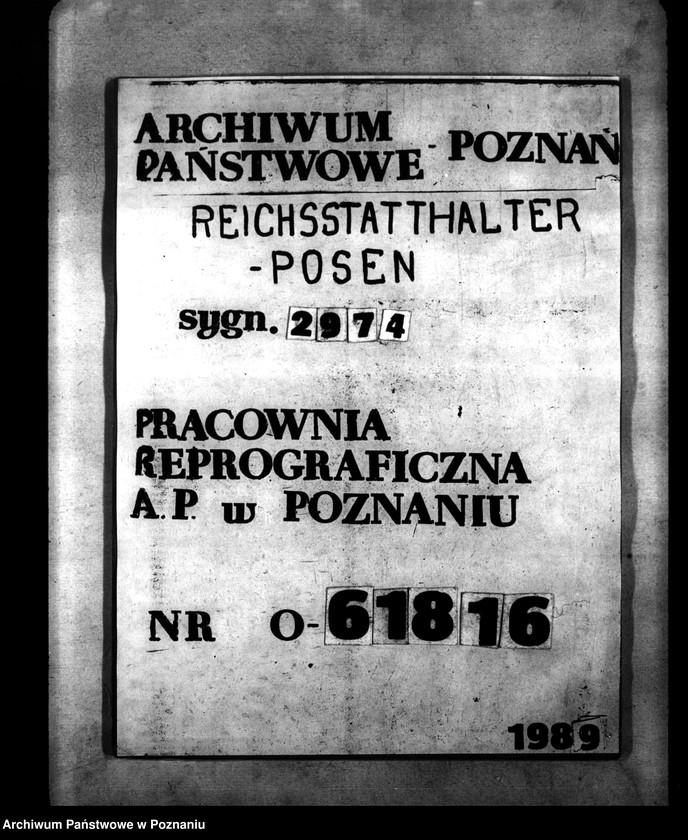 ARCHIWUM
PAŃSTWOWE - POZNAŃ
REICHSSTATTHALTER
-POSEN
sygn. 2974
PRACOWNIA
REPROGRAFICZNA
A.P. w POZNANIU
NR O-61816
1989
Archiwum Państwowe w Poznaniu